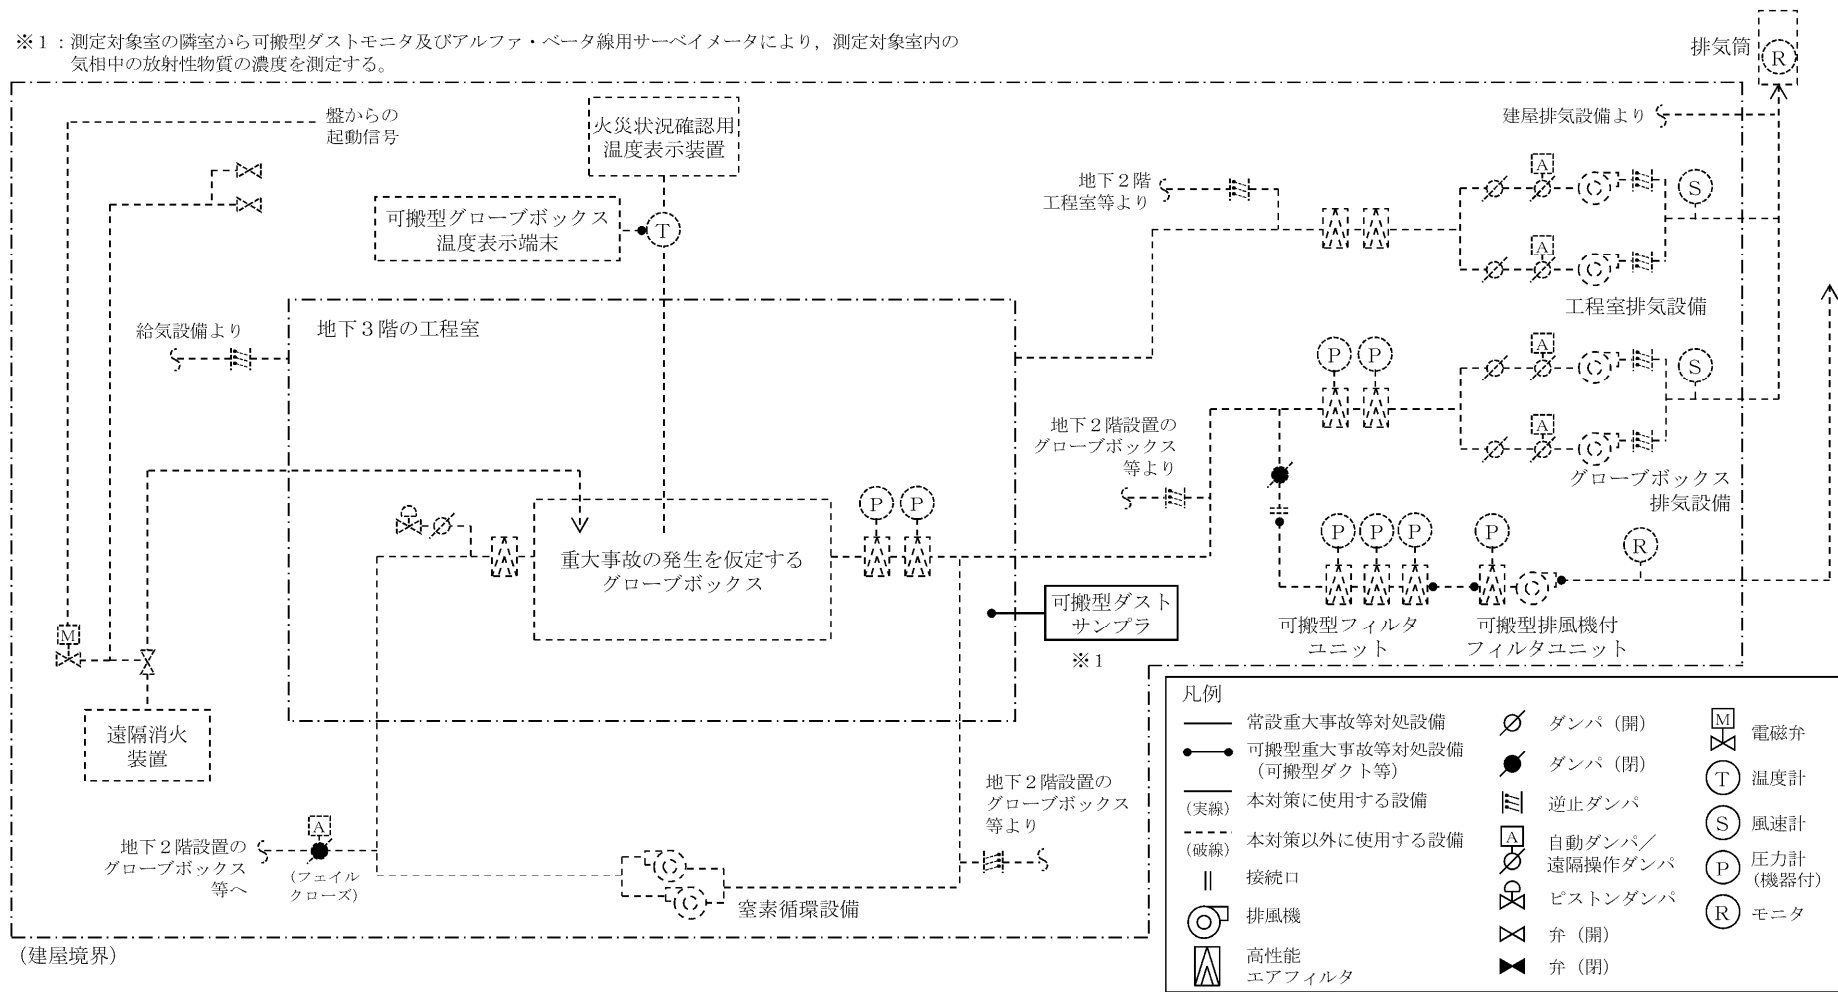 ※1：測定対象室の隣室から可搬型ダストモニタ及びアルファ・ベータ線用サーベイメータにより，測定対象室内の
気相中の放射性物質の濃度を測定する。
排気筒
R
盤からの
起動信号
火災状況確認用
温度表示装置
可搬型グローブボックス
温度表示端末
T
建屋排気設備より
地下２階
工程室等より
A
S
A
工程室排気設備
給気設備より
地下３階の工程室
P
P
A
S
A
グローブボックス
排気設備
地下２階設置の
グローブボックス
等より
P
P
重大事故の発生を仮定する
グローブボックス
P
P
P
P
R
可搬型フィルタ
ユニット
可搬型排風機付
フィルタユニット
可搬型ダスト
サンプラ
※1
M
遠隔消火
装置
地下２階設置の
グローブボックス
等へ
A
(フェイル
クローズ)
窒素循環設備
地下２階設置の
グローブボックス
等より
(建屋境界)
凡例
常設重大事故等対処設備
可搬型重大事故等対処設備
（可搬型ダクト等）
(実線)
本対策に使用する設備
(破線)
本対策以外に使用する設備
接続口
排風機
高性能
エアフィルタ
ダンパ（開）
ダンパ（閉）
逆止ダンパ
A
自動ダンパ／
遠隔操作ダンパ
ピストンダンパ
弁（開）
弁（閉）
M
電磁弁
T
温度計
S
風速計
P
圧力計
(機器付)
R
モニタ